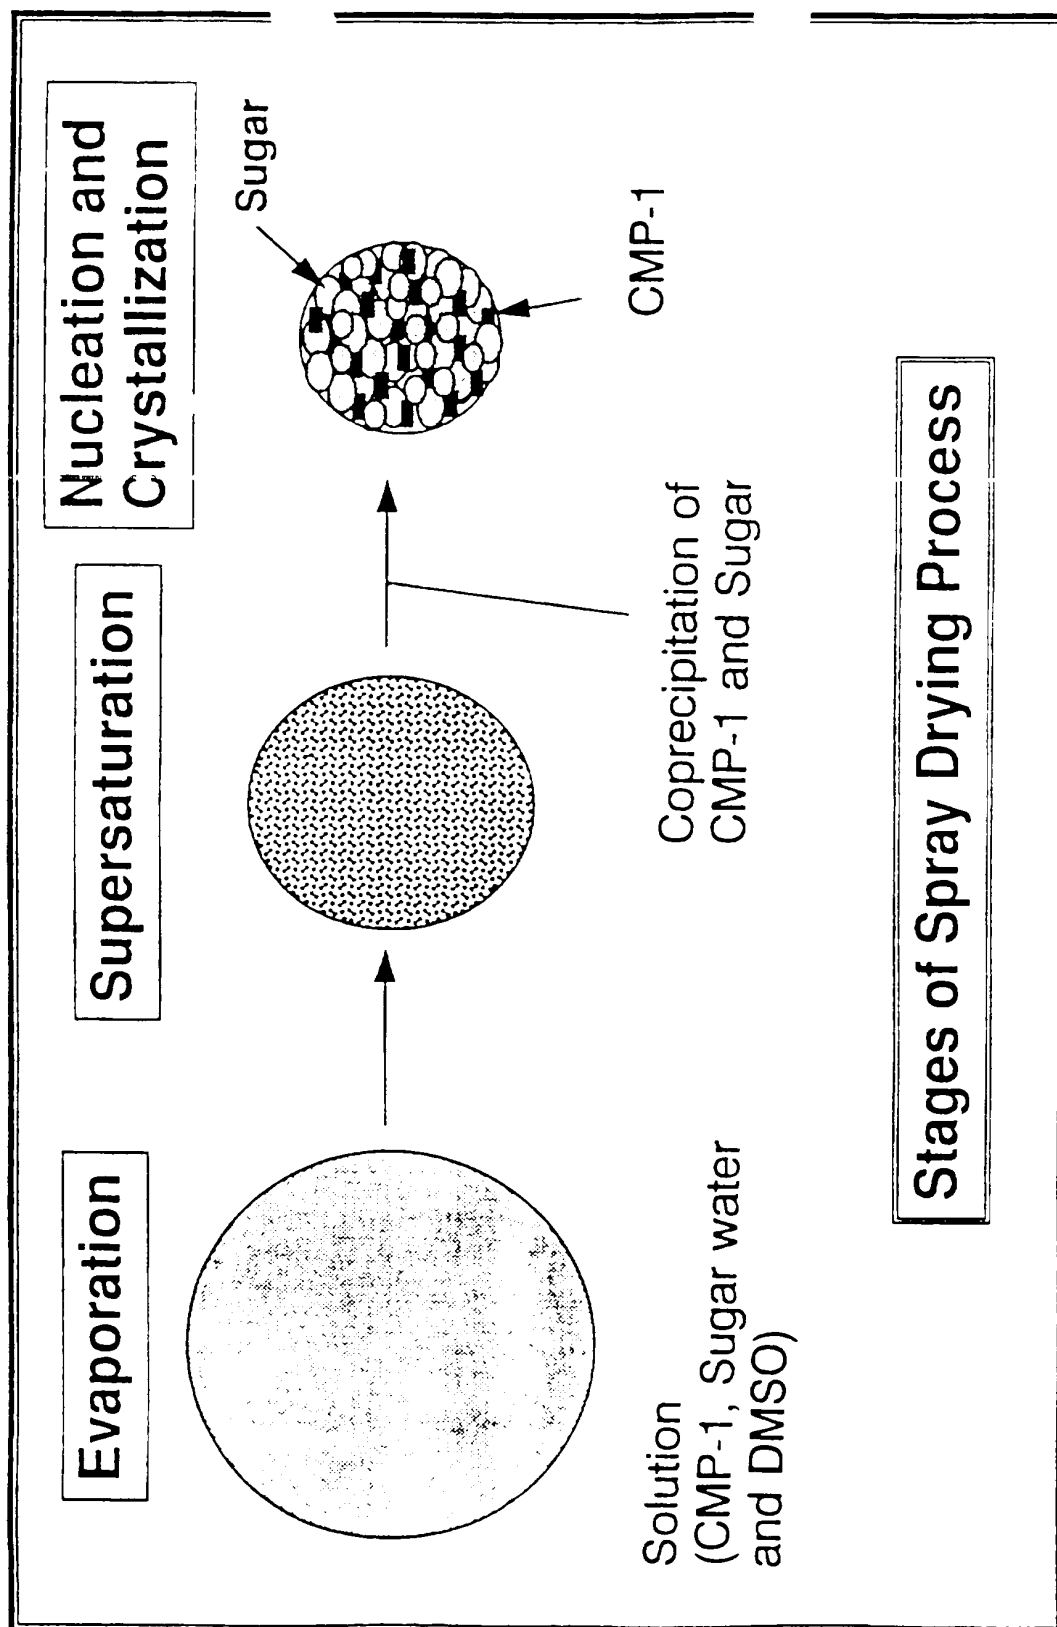 Evaporation
Supersaturation
Nucleation and
Crystallization
Sugar
CMP-1
Solution
(CMP-1, Sugar water
and DMSO)
Coprecipitation of
CMP-1 and Sugar
Stages of Spray Drying Process